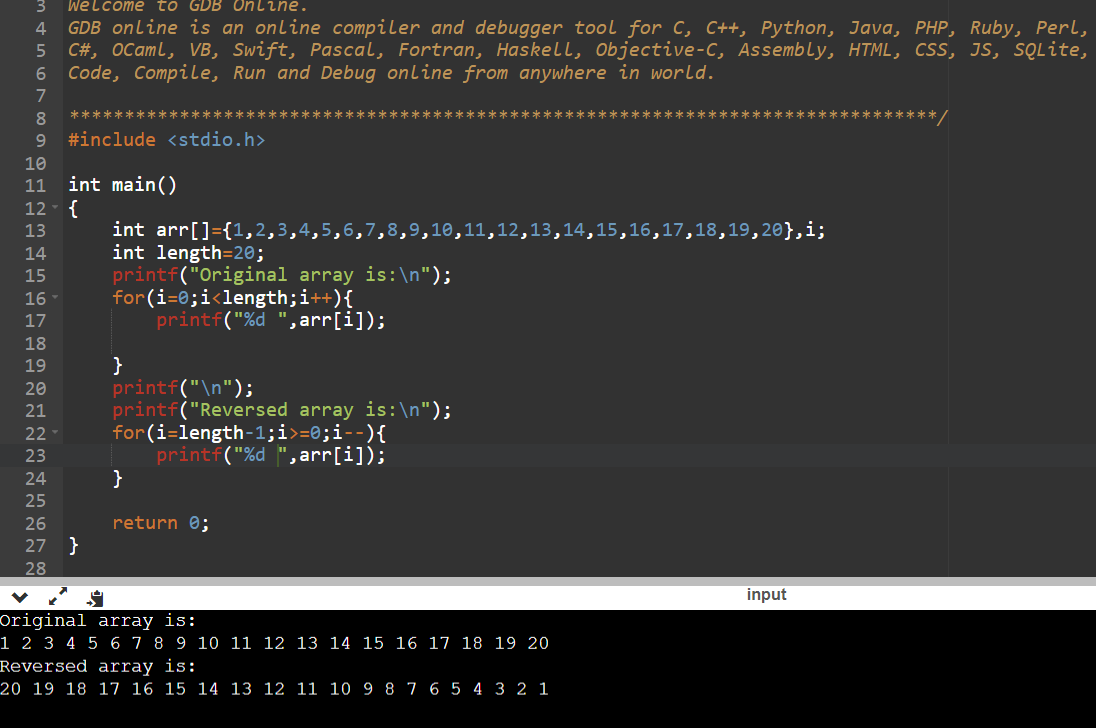 3 Welcome to GDB Online.
4 GDB online is an online compiler and debugger tool for C, C++, Python, Java, PHP, Ruby, Perl,
5 C#, OCaml, VB, Swift, Pascal, Fortran, Haskell, Objective-C, Assembly, HTML, CSS, JS, SQLite,
6 Code, Compile, Run and Debug online from anywhere in world.
7
8 *******************************************************************************/
9 #include <stdio.h>
10
11 int main()
12 {
13     int arr[]={1,2,3,4,5,6,7,8,9,10,11,12,13,14,15,16,17,18,19,20},i;
14     int length=20;
15     printf("Original array is:\n");
16     for(i=0;i<length;i++){
17         printf("%d ",arr[i]);
18
19     }
20     printf("\n");
21     printf("Reversed array is:\n");
22     for(i=length-1;i>=0;i--){
23         printf("%d ",arr[i]);
24     }
25
26     return 0;
27 }
28
input
Original array is:
1 2 3 4 5 6 7 8 9 10 11 12 13 14 15 16 17 18 19 20
Reversed array is:
20 19 18 17 16 15 14 13 12 11 10 9 8 7 6 5 4 3 2 1